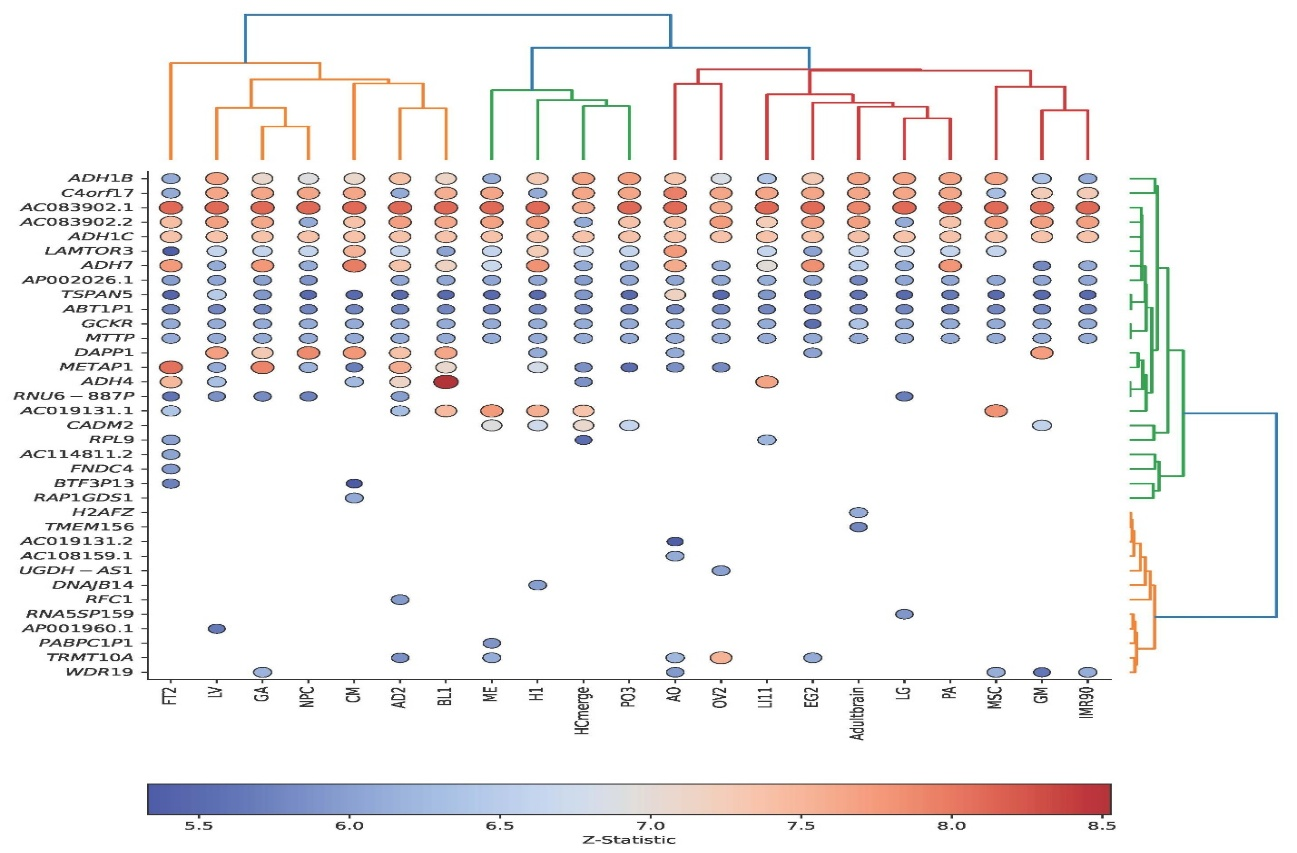 ADH1B
C4orf17
AC083902.1
AC083902.2
ADH1C
LAMTOR3
ADH7
AP002026.1
TSPAN5
ABT1P1
GCKR
MTTP
DAPP1
METAP1
ADH4
RNU6 − 887P
AC019131.1
CADM2
RPL9
AC114811.2
FNDC4
BTF3P13
RAP1GDS1
H2AFZ
TMEM156
AC019131.2
AC108159.1
UGDH − AS1
DNAJB14
RFC1
RNA5SP159
AP001960.1
PABPC1P1
TRMT10A
WDR19
FT2 LV GA NPC CM AD2 BL1 ME H1 HCmerge PO3 AO OV2 LI11 EG2 Adultbrain LG PA MSC GM IMR90
5.5 6.0 6.5 7.0 7.5 8.0 8.5
Z-Statistic